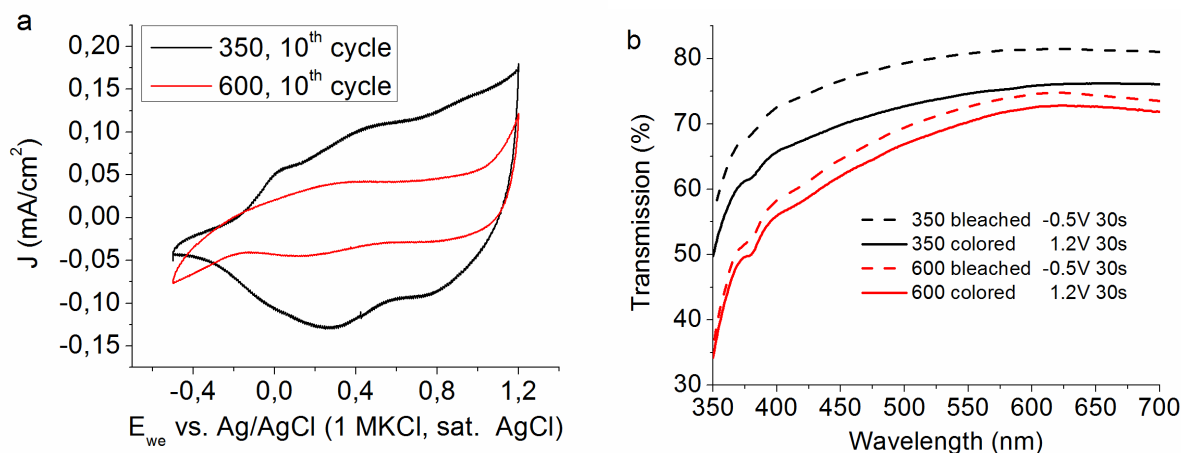 a
350, 10th cycle
600, 10th cycle
0,20
0,15
0,10
0,05
0,00
-0,05
-0,10
-0,15
J (mA/cm2)
-0,4
0,0
0,4
0,8
1,2
Ewe vs. Ag/AgCl (1 MKCl, sat. AgCl)
b
80
70
60
50
40
30
Transmission (%)
350 bleached -0.5V 30s
350 colored 1.2V 30s
600 bleached -0.5V 30s
600 colored 1.2V 30s
350
400
450
500
550
600
650
700
Wavelength (nm)